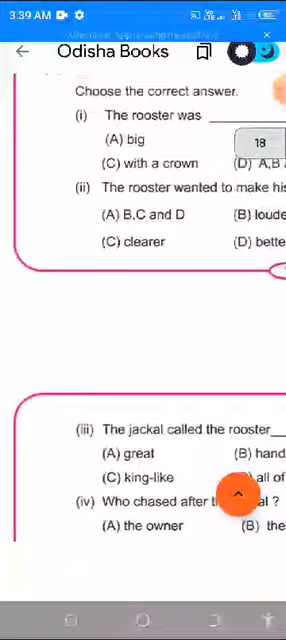 3:39 AM
Odisha Books
Choose the correct answer.
(i) The rooster was
(A) big
18
(C) with a crown (D) A,B
(ii) The rooster wanted to make his
(A) B,C and D (B) loude
(C) clearer (D) bette
(iii) The jackal called the rooster
(A) great (B) hand
(C) king-like all of
(iv) Who chased after t al ?
(A) the owner (B) the